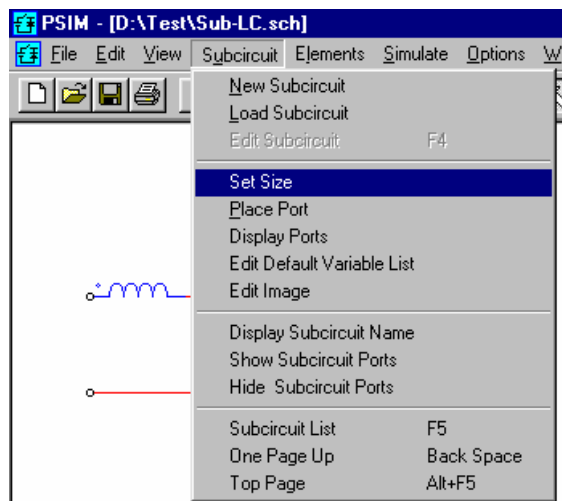 PSIM - [D:\Test\Sub-LC.sch]
File Edit View Subcircuit Elements Simulate Options W
New Subcircuit
Load Subcircuit
Edit Subcircuit F4
Set Size
Place Port
Display Ports
Edit Default Variable List
Edit Image
Display Subcircuit Name
Show Subcircuit Ports
Hide Subcircuit Ports
Subcircuit List F5
One Page Up Back Space
Top Page Alt+F5